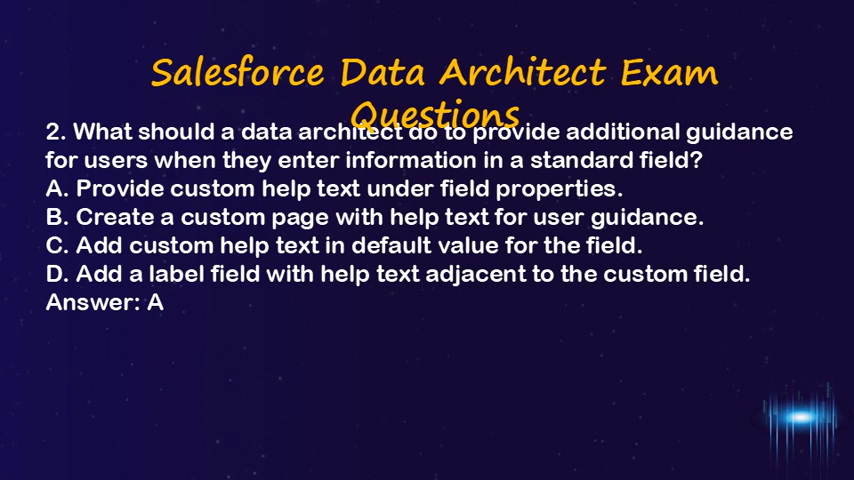 Salesforce Data Architect Exam
Questions
2. What should a data architect do to provide additional guidance
for users when they enter information in a standard field?
A. Provide custom help text under field properties.
B. Create a custom page with help text for user guidance.
C. Add custom help text in default value for the field.
D. Add a label field with help text adjacent to the custom field.
Answer: A